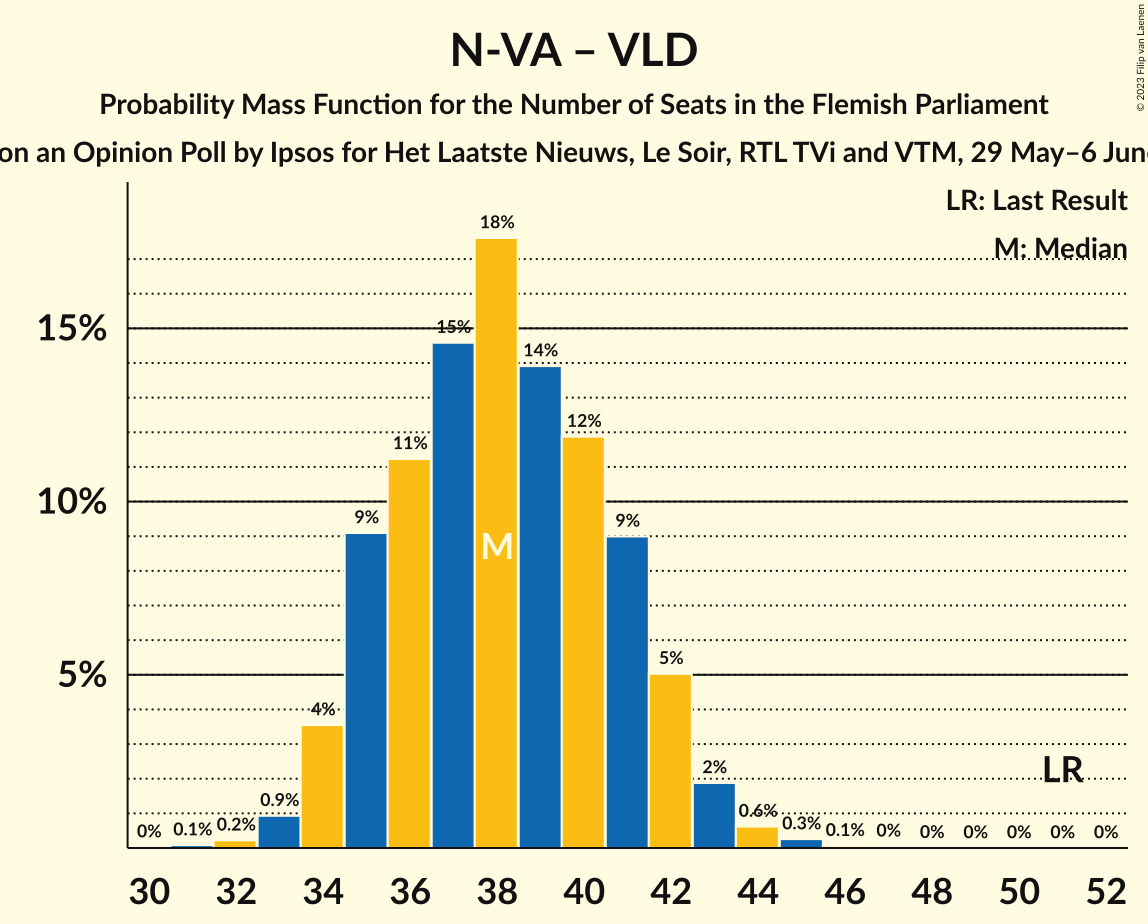 N-VA – VLD
Probability Mass Function for the Number of Seats in the Flemish Parliament
on an Opinion Poll by Ipsos for Het Laatste Nieuws, Le Soir, RTL TVi and VTM, 29 May–6 June
© 2023 Filip van Laenen
LR: Last Result
M: Median
18%
15%
15%
14%
12%
11%
10%
9%
9%
M
5%
5%
4%
2%
LR
0.9%
0.6%
0% 0.1% 0.2% 0.3% 0.1% 0% 0% 0% 0% 0% 0%
30 32 34 36 38 40 42 44 46 48 50 52